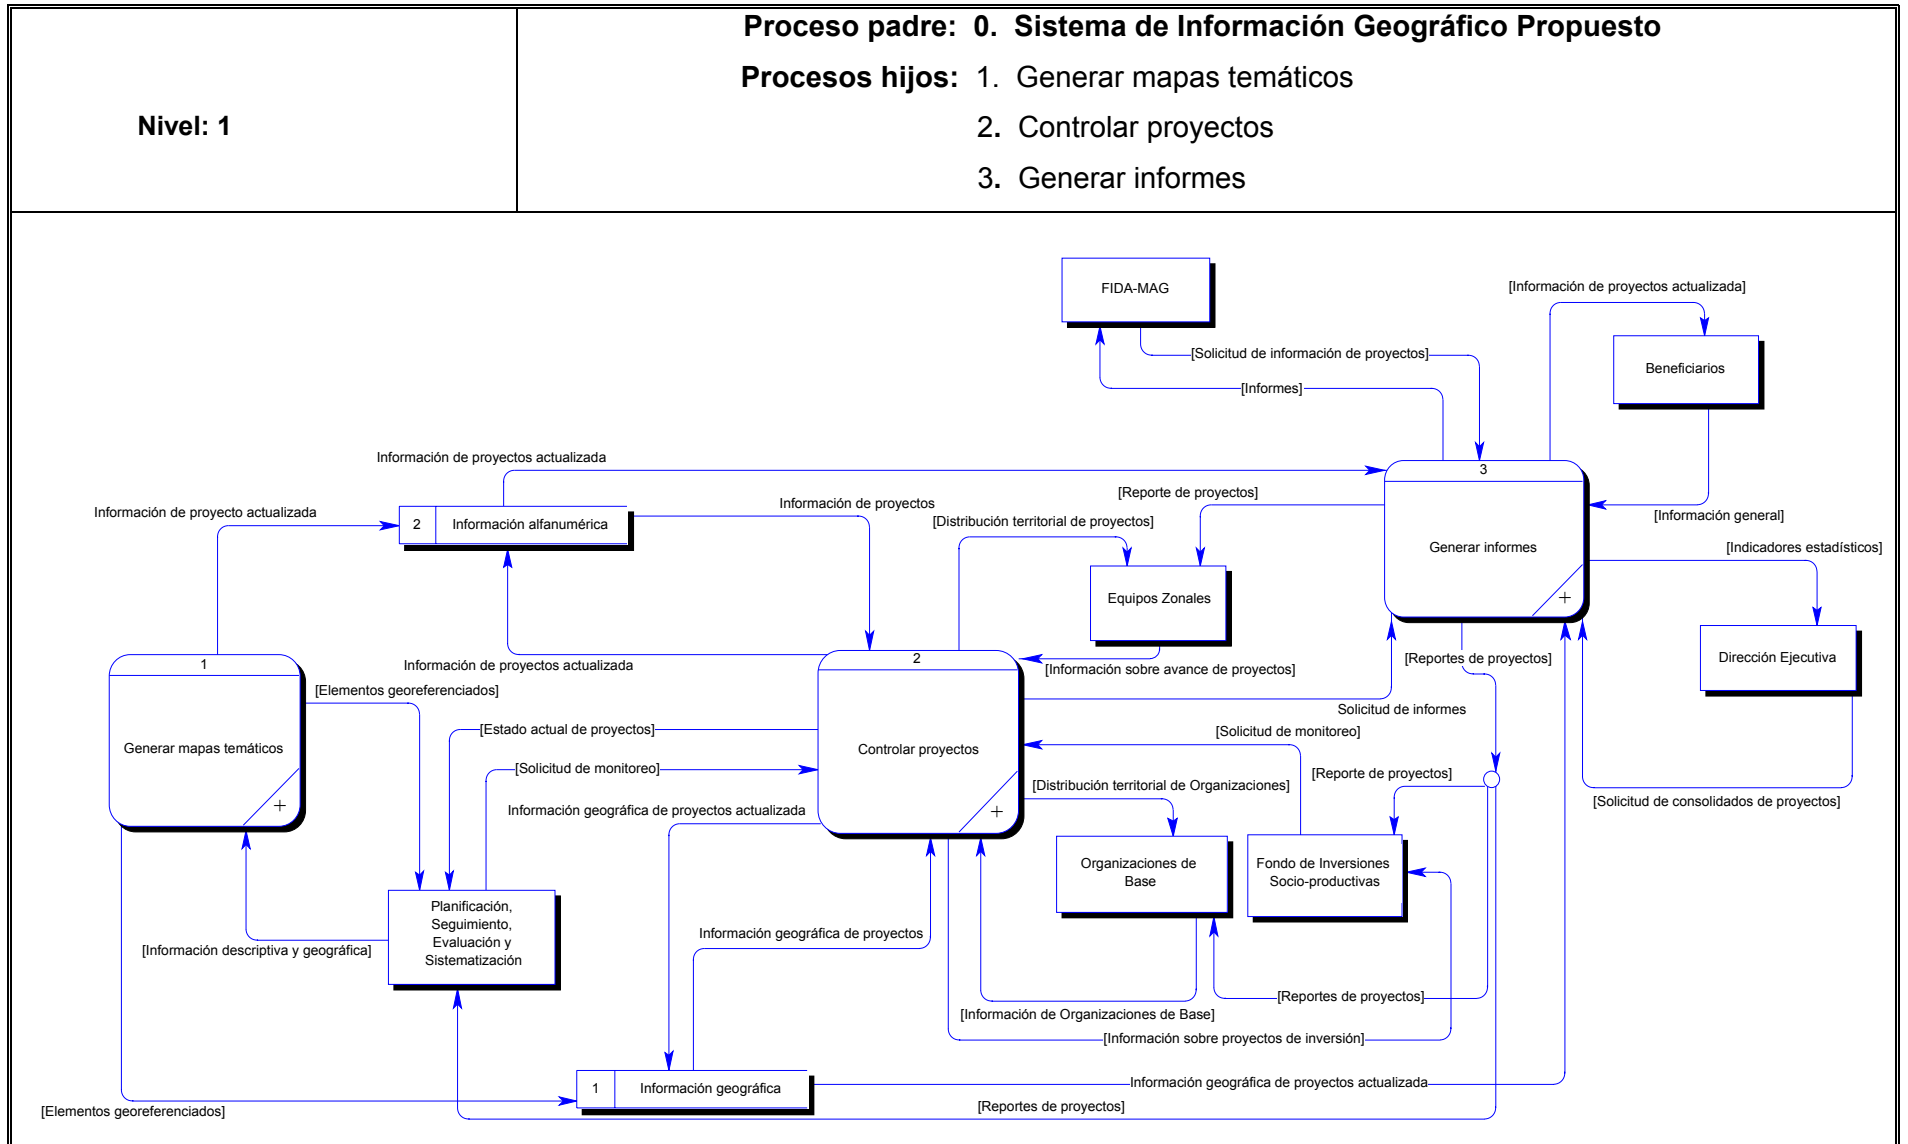 Proceso padre: 0. Sistema de Información Geográfico Propuesto
Procesos hijos: 1. Generar mapas temáticos
Nivel: 1
2. Controlar proyectos
3. Generar informes
FIDA-MAG
[Información de proyectos actualizada]
[Solicitud de información de proyectos]
Beneficiarios
[Informes]
Información de proyectos actualizada
3
[Reporte de proyectos]
Información de proyectos
Información de proyecto actualizada
2
Información alfanumérica
[Distribución territorial de proyectos]
[Información general]
Generar informes
[Indicadores estadísticos]
Equipos Zonales
+
Información de proyectos actualizada
1
2
[Información sobre avance de proyectos]
[Reportes de proyectos]
Dirección Ejecutiva
[Elementos georeferenciados]
Solicitud de informes
[Estado actual de proyectos]
[Solicitud de monitoreo]
Generar mapas temáticos
Controlar proyectos
[Solicitud de monitoreo]
[Reporte de proyectos]
[Distribución territorial de Organizaciones]
[Solicitud de consolidados de proyectos]
+
Información geográfica de proyectos actualizada
+
Organizaciones de
Base
Fondo de Inversiones
Socio-productivas
Planificación,
Seguimiento,
Evaluación y
Sistematización
Información geográfica de proyectos
[Información descriptiva y geográfica]
[Reportes de proyectos]
[Información de Organizaciones de Base]
[Información sobre proyectos de inversión]
1
Información geográfica
Información geográfica de proyectos actualizada
[Elementos georeferenciados]
[Reportes de proyectos]